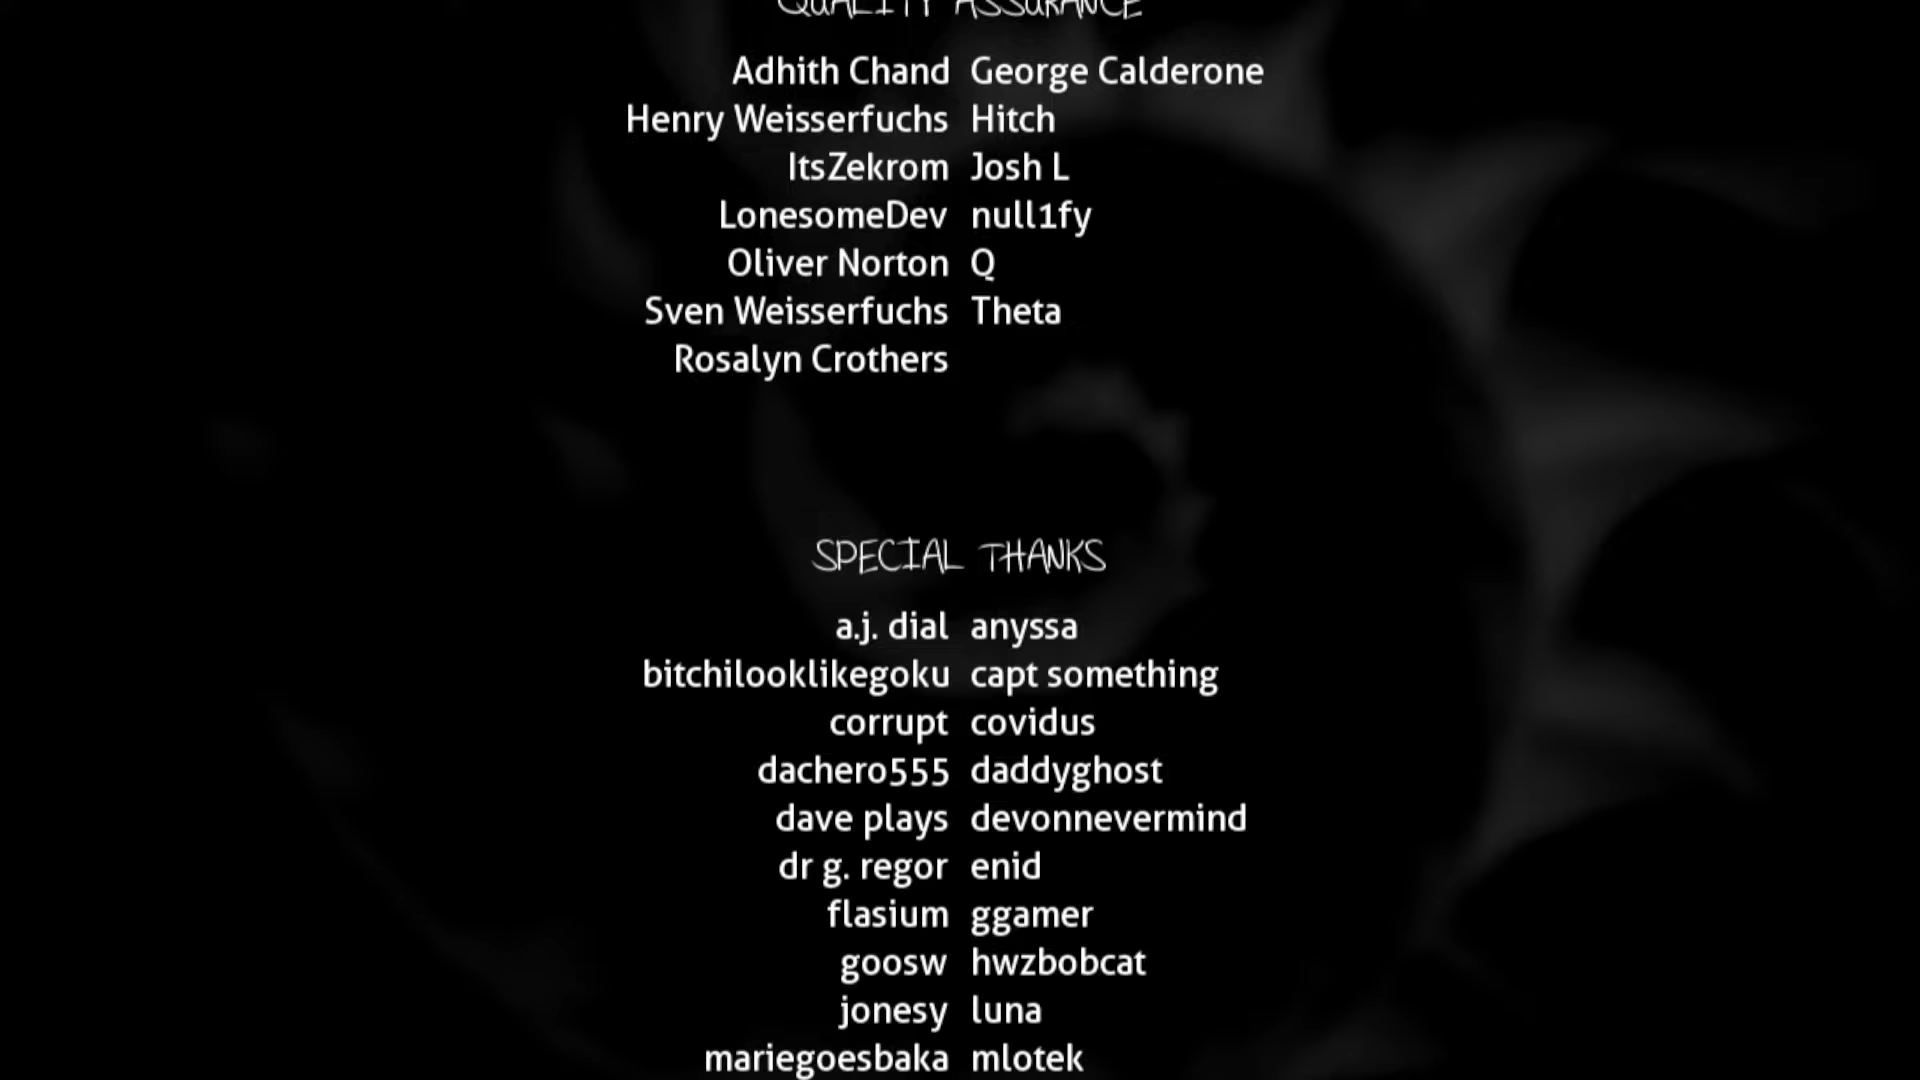 QUALITY ASSURANCE
Adhith Chand George Calderone
Henry Weisserfuchs Hitch
ItsZekrom Josh L
LonesomeDev null1fy
Oliver Norton Q
Sven Weisserfuchs Theta
Rosalyn Crothers
SPECIAL THANKS
a.j. dial anyssa
bitchilooklikegoku capt something
corrupt covidus
dachero555 daddyghost
dave plays devonnevermind
dr g. regor enid
flasium ggamer
goosw hwzbobcat
jonesy luna
mariegoesbaka mlotek